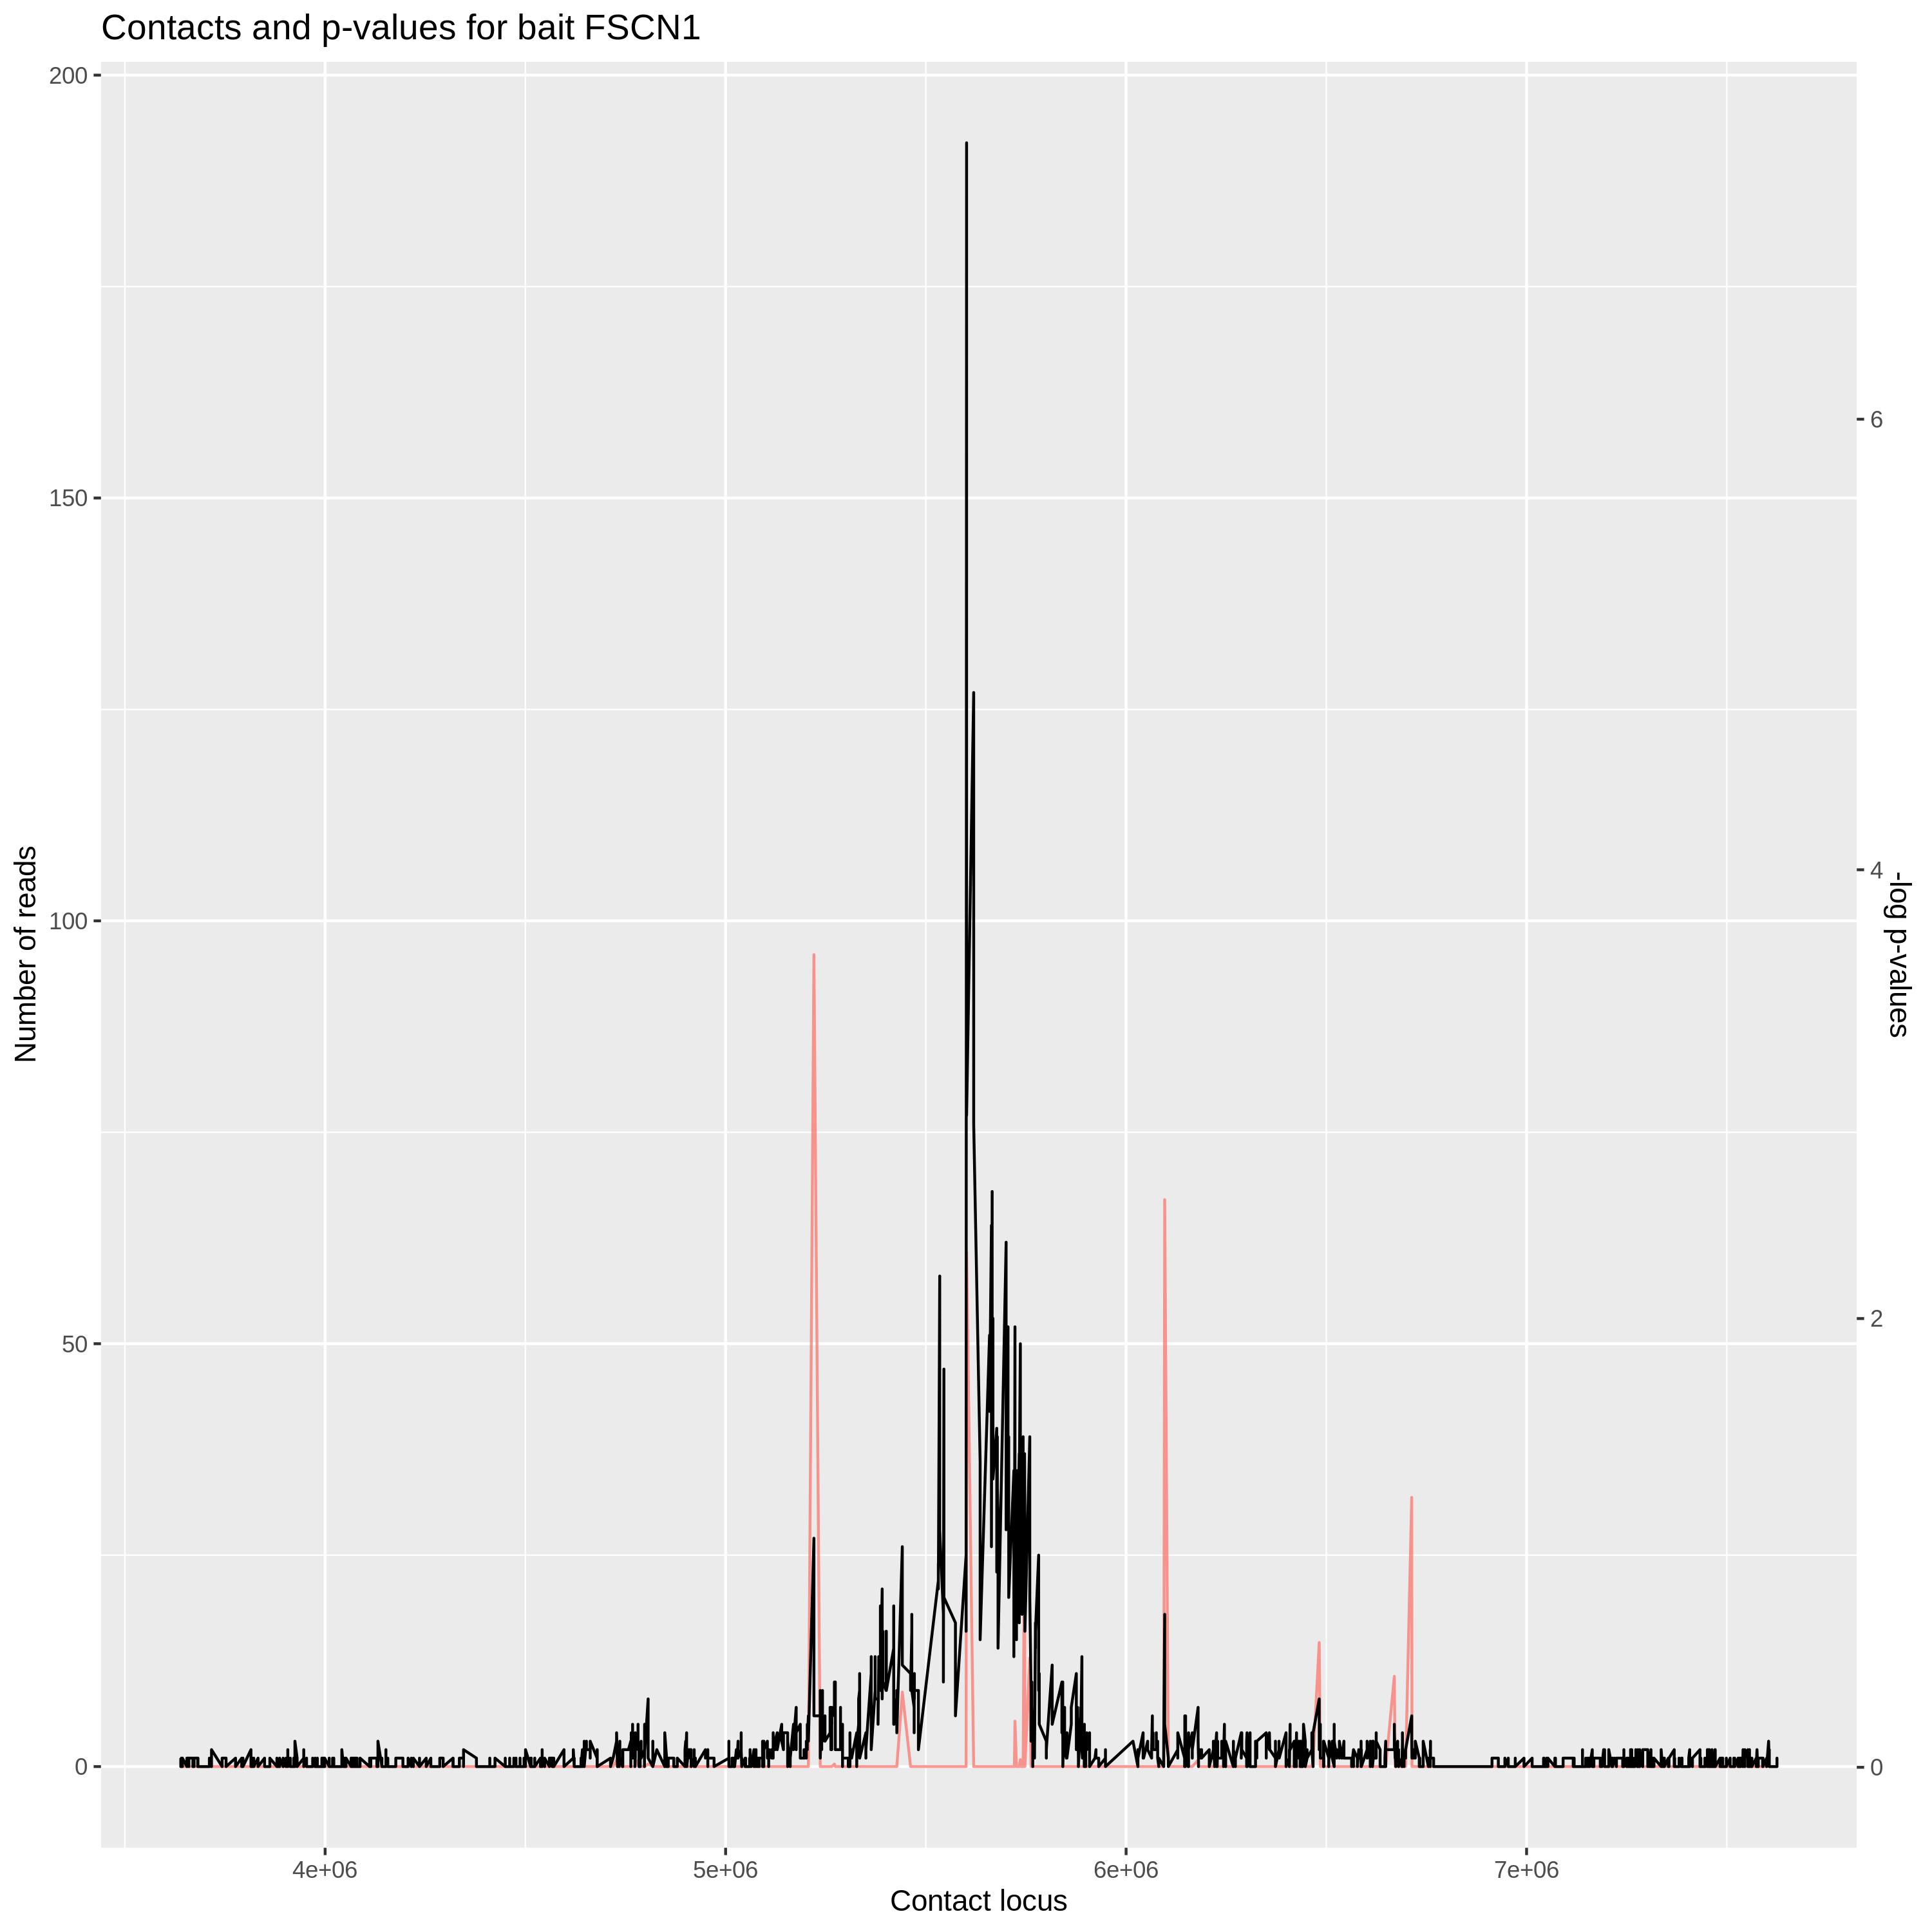 Contacts and p-values for bait FSCN1
200
150
100
50
0
Number of reads
6
4
2
0
-log p-values
4e+06
5e+06
6e+06
7e+06
Contact locus